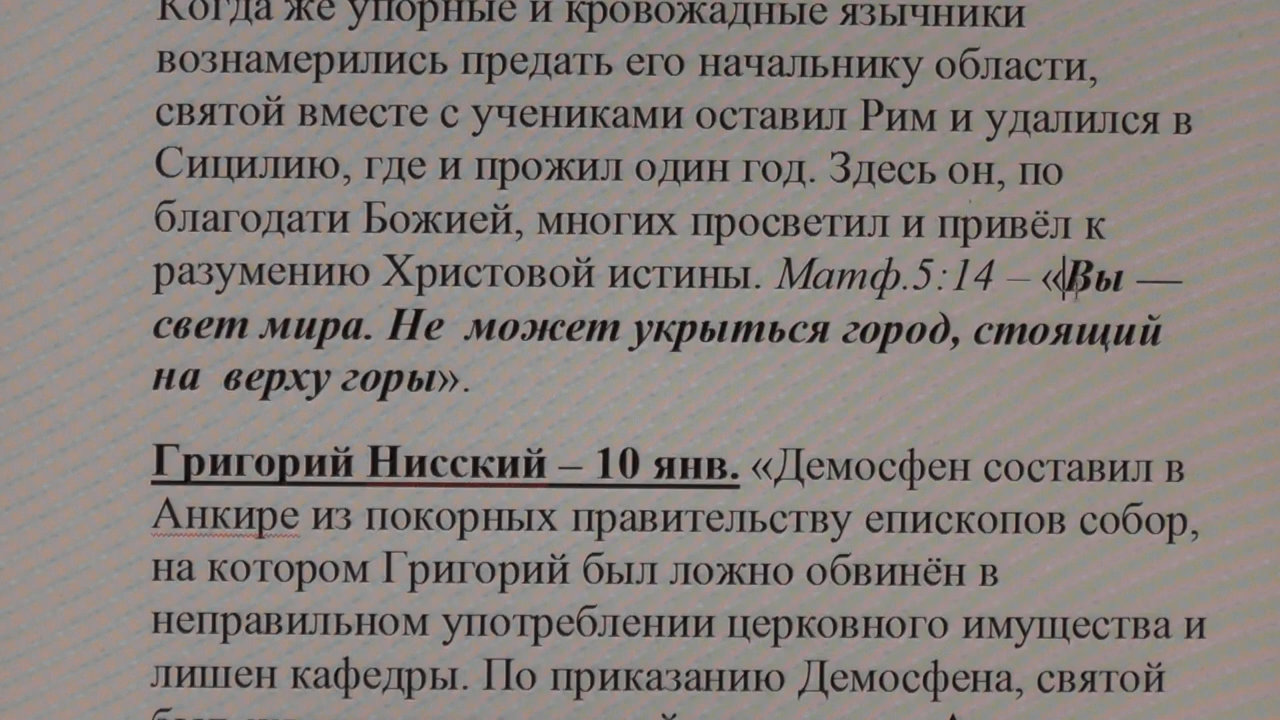 Когда же упорные и кровожадные язычники
вознамерились предать его начальнику области,
святой вместе с учениками оставил Рим и удалился в
Сицилию, где и прожил один год. Здесь он, по
благодати Божией, многих просветил и привёл к
разумению Христовой истины. Матф.5:14 – «Вы —
свет мира. Не может укрыться город, стоящий
на верху горы».
Григорий Нисский – 10 янв. «Демосфен составил в
Анкире из покорных правительству епископов собор,
на котором Григорий был ложно обвинён в
неправильном употреблении церковного имущества и
лишен кафедры. По приказанию Демосфена, святой